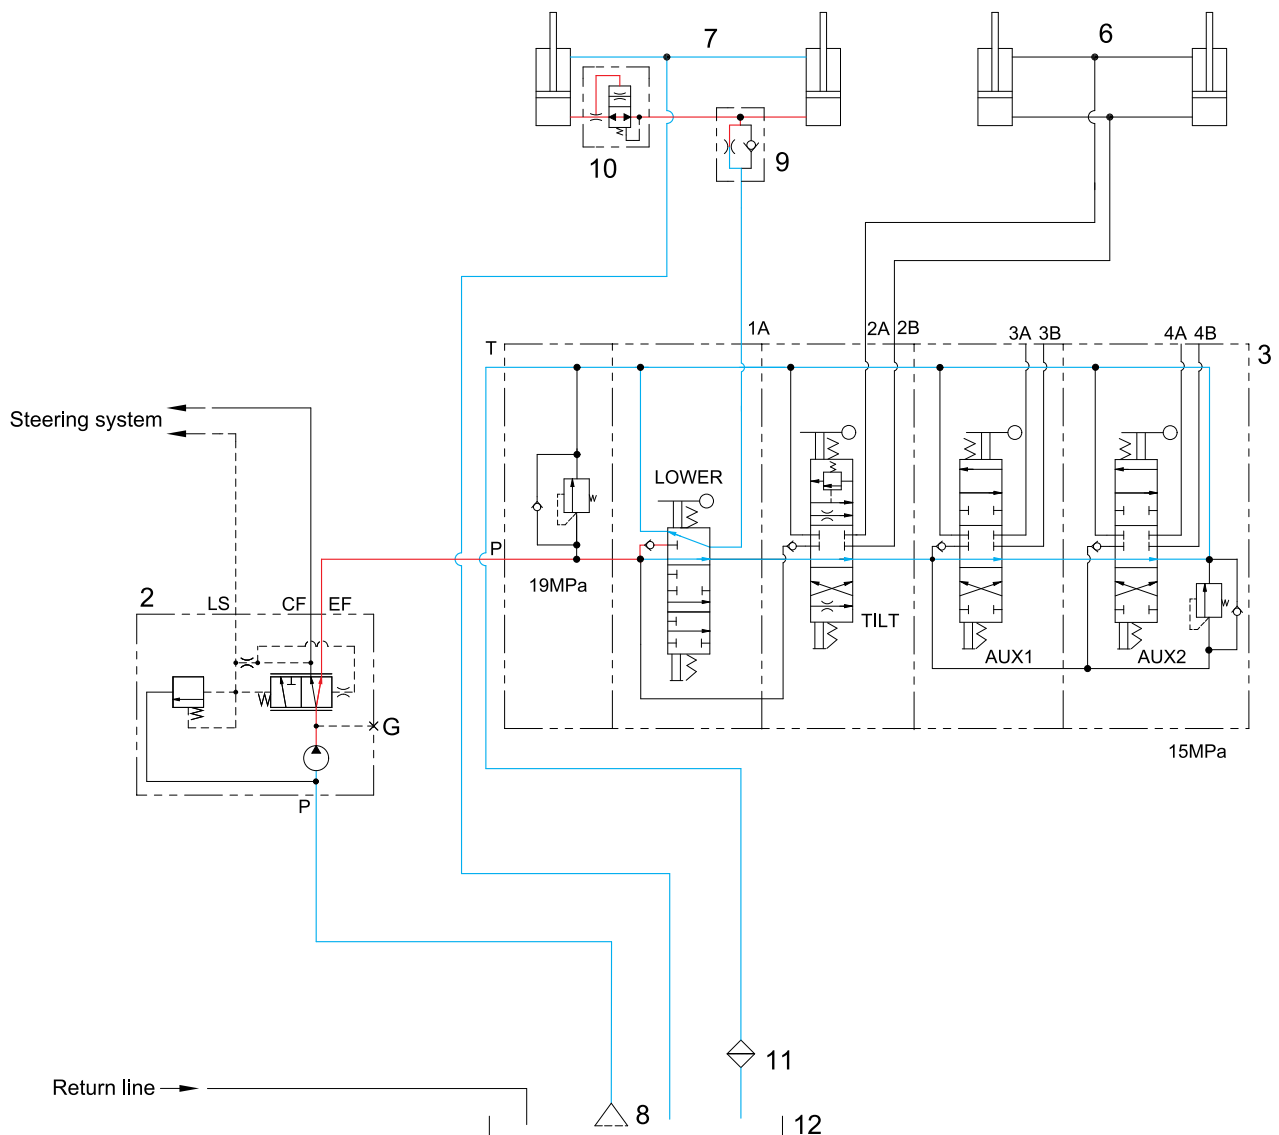 7
6
10
9
1A
2A
2B
3A
3B
4A
4B
T
3
Steering system
LOWER
P
19MPa
2
LS
CF
EF
TILT
AUX1
AUX2
G
15MPa
P
11
Return line
8
12